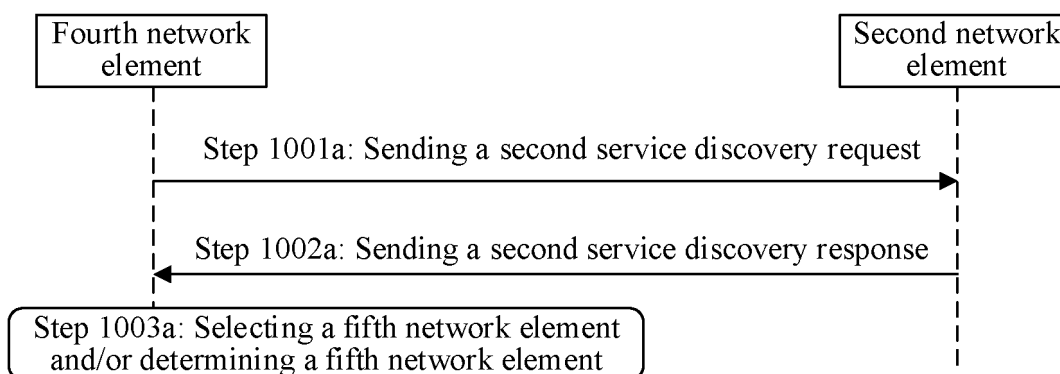 Fourth network
element
Second network
element
Step 1001a: Sending a second service discovery request
Step 1002a: Sending a second service discovery response
Step 1003a: Selecting a fifth network element
and/or determining a fifth network element